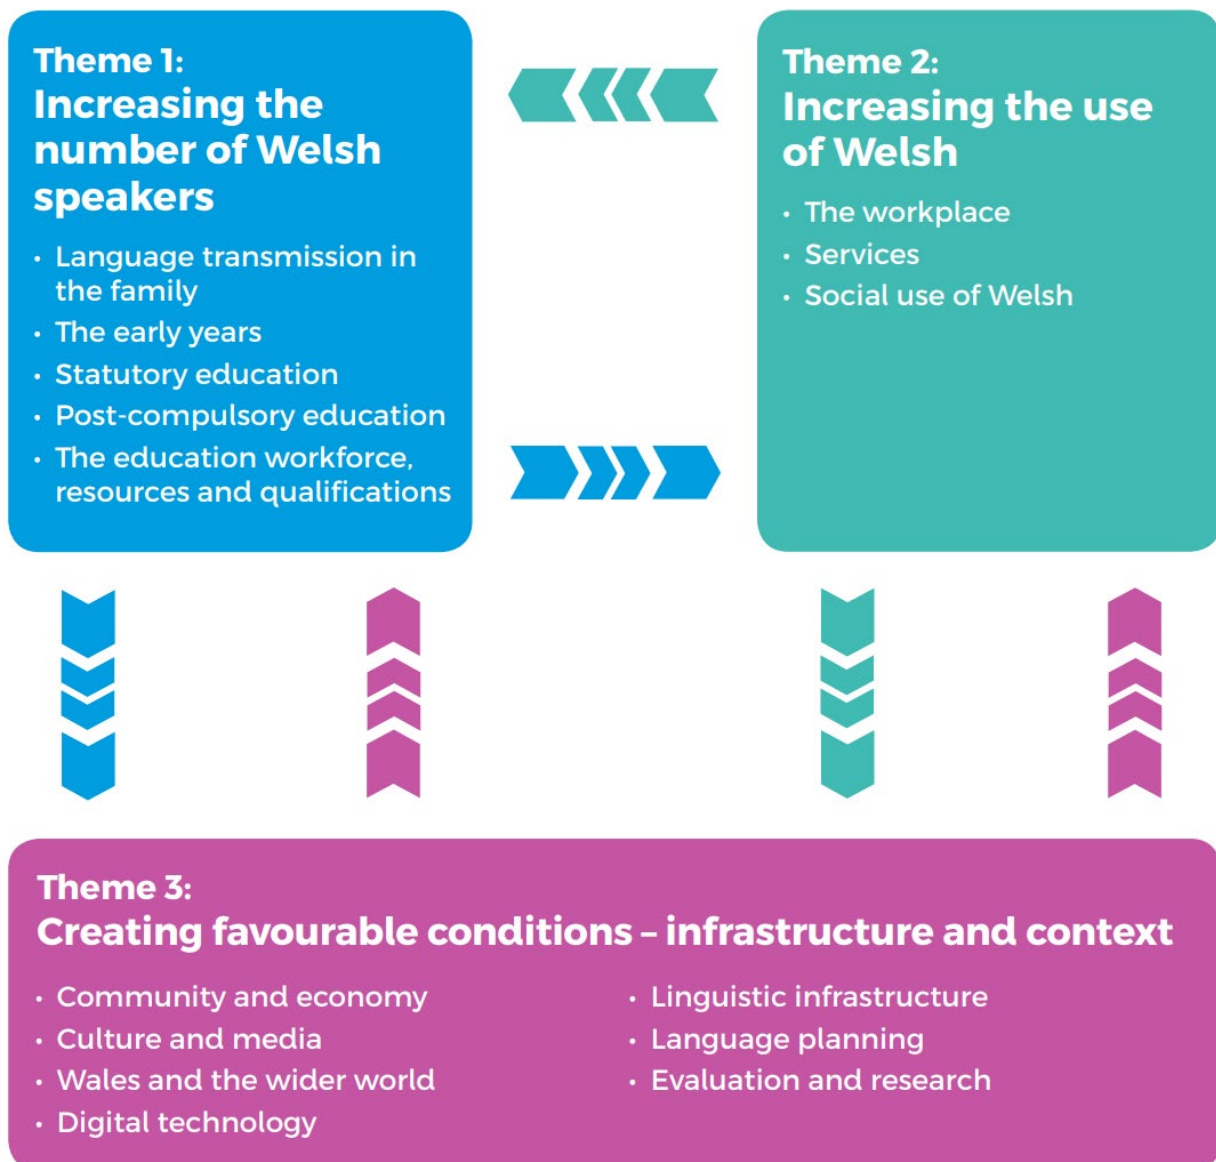 Theme 1:
Increasing the
number of Welsh
speakers
• Language transmission in
the family
• The early years
• Statutory education
• Post-compulsory education
• The education workforce,
resources and qualifications
Theme 2:
Increasing the use
of Welsh
• The workplace
• Services
• Social use of Welsh
Theme 3:
Creating favourable conditions – infrastructure and context
• Community and economy
• Culture and media
• Wales and the wider world
• Digital technology
• Linguistic infrastructure
• Language planning
• Evaluation and research